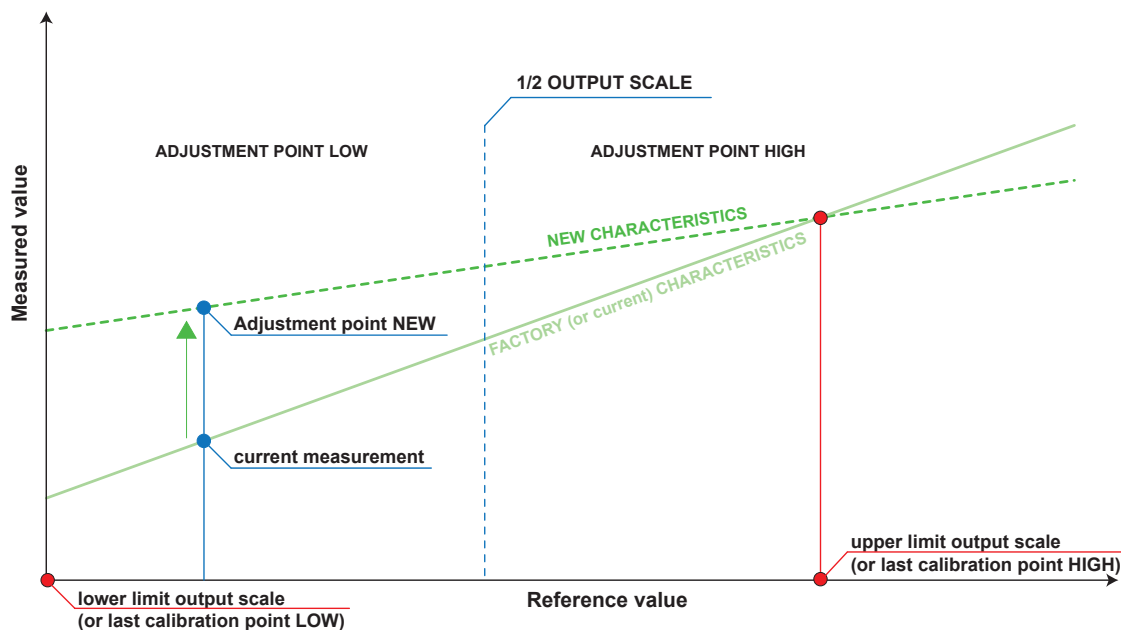 1/2 OUTPUT SCALE
ADJUSTMENT POINT LOW
ADJUSTMENT POINT HIGH
Measured value
NEW CHARACTERISTICS
FACTORY (or current) CHARACTERISTICS
Adjustment point NEW
current measurement
upper limit output scale
(or last calibration point HIGH)
lower limit output scale
(or last calibration point LOW)
Reference value